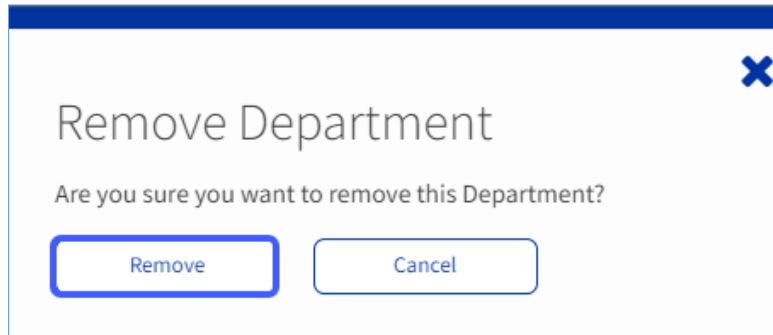 Remove Department
Are you sure you want to remove this Department?
Remove
Cancel